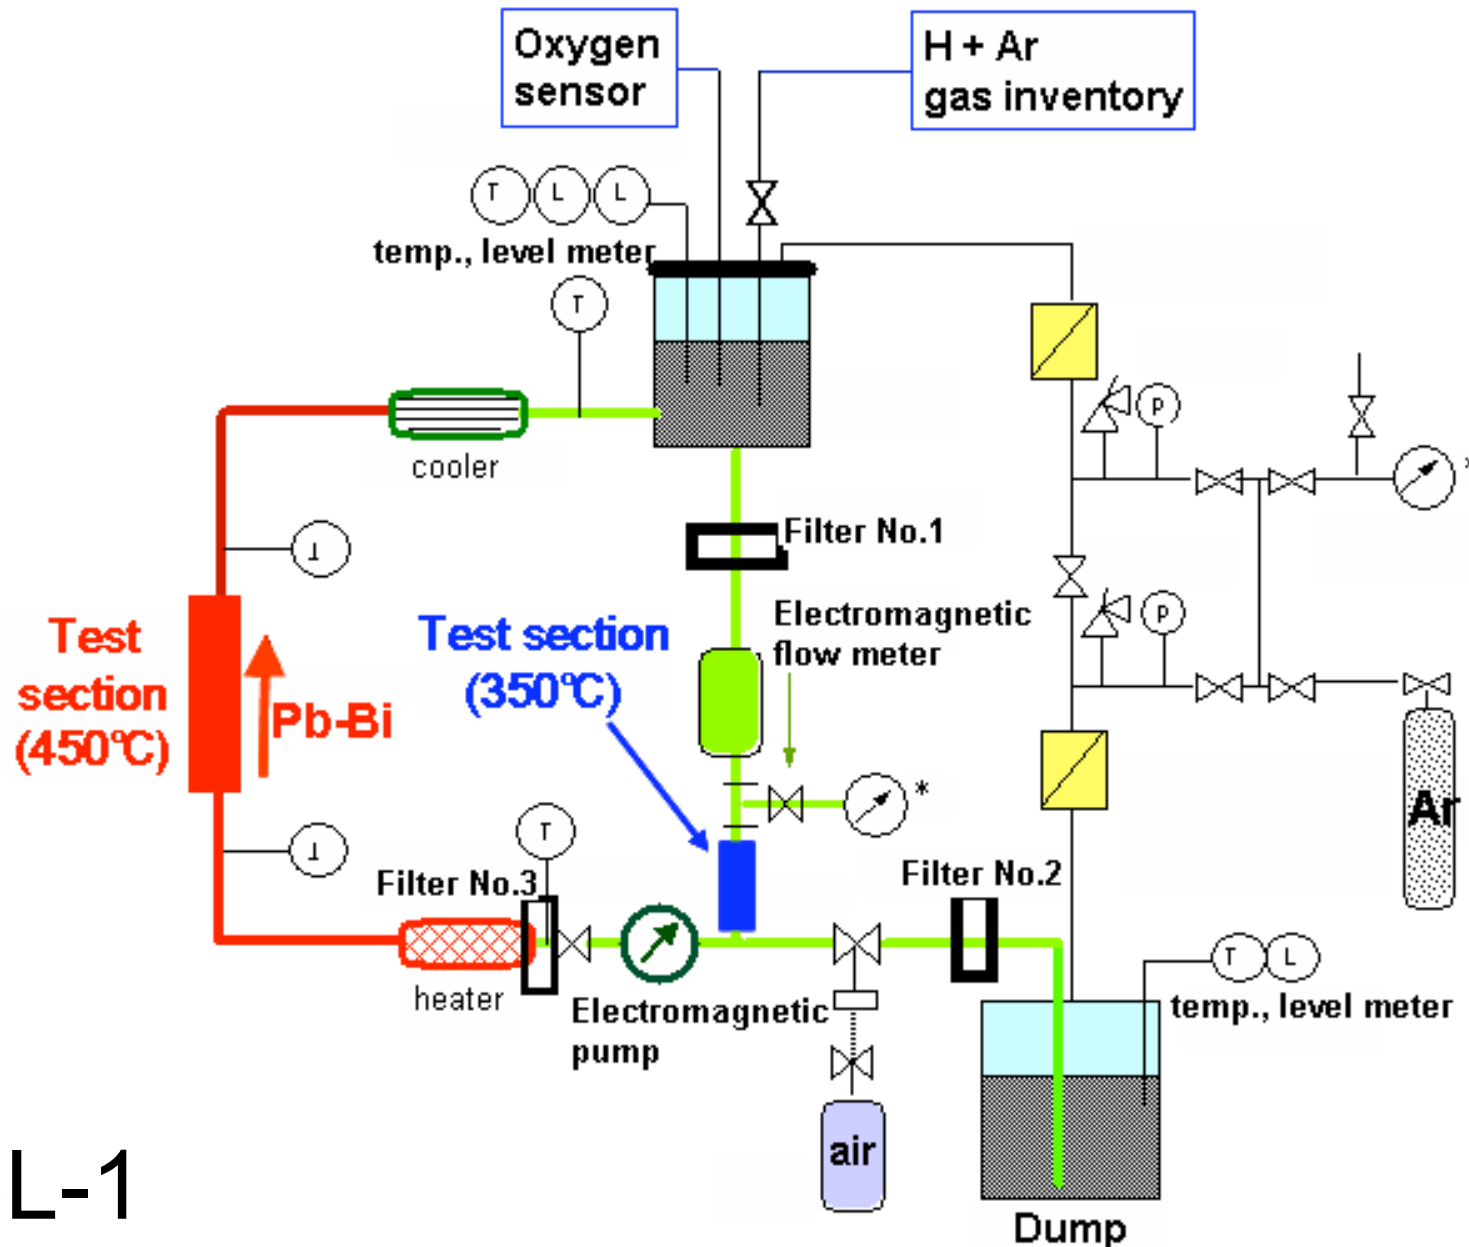 Oxygen
sensor
H + Ar
gas inventory
T
L
L
temp., level meter
T
P
cooler
*
Filter No.1
T
Electromagnetic
flow meter
P
Test
section
(450℃)
Test section
(350℃)
Pb-Bi
*
Ar
T
T
Filter No.3
Filter No.2
T
L
heater
temp., level meter
Electromagnetic
pump
air
L-1
Dump